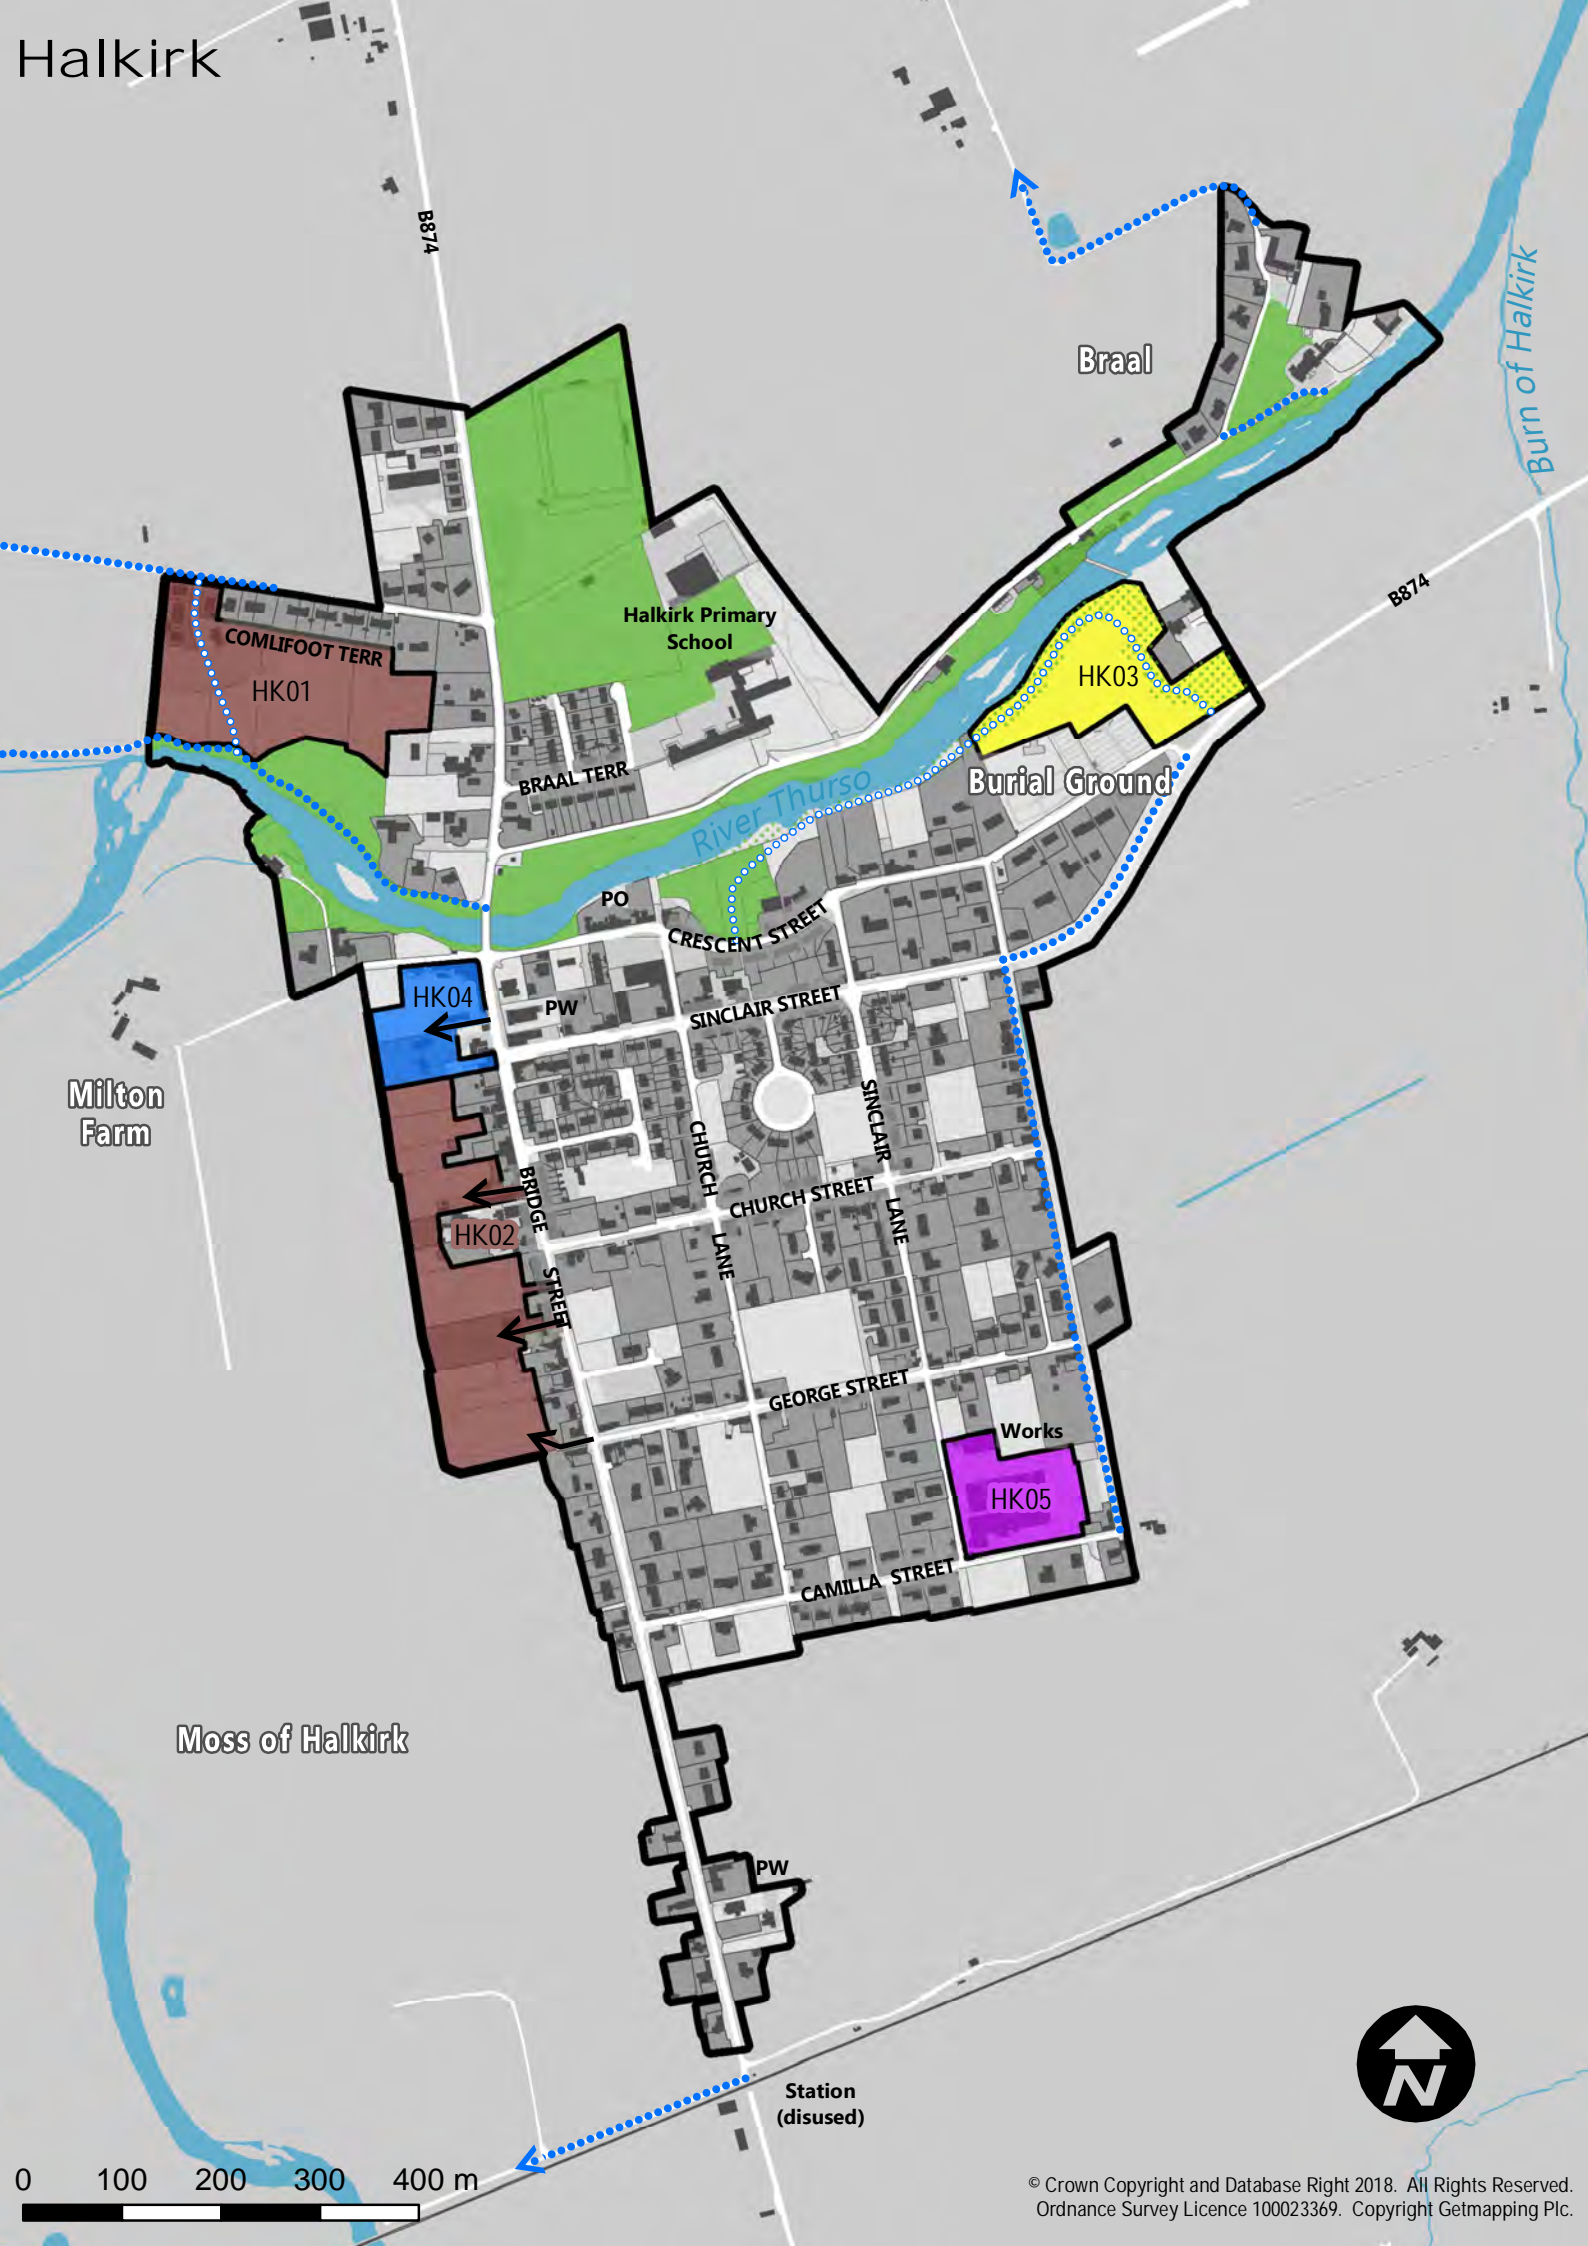 Halkirk
B874
Burn of Halkirk
Braal
B874
Halkirk Primary
School
COMLIFOOT TERR
HK01
HK03
BRAAL TERR
River Thurso
Burial Ground
PO
CRESCENT STREET
HK04
PW
SINCLAIR STREET
Milton
Farm
SINCLAIR
LANE
CHURCH
LANE
BRIDGE
STREET
CHURCH STREET
HK02
GEORGE STREET
Works
HK05
CAMILLA STREET
Moss of Halkirk
PW
Station
(disused)
N
0 100 200 300 400 m
© Crown Copyright and Database Right 2018. All Rights Reserved.
Ordnance Survey Licence 100023369. Copyright Getmapping Plc.